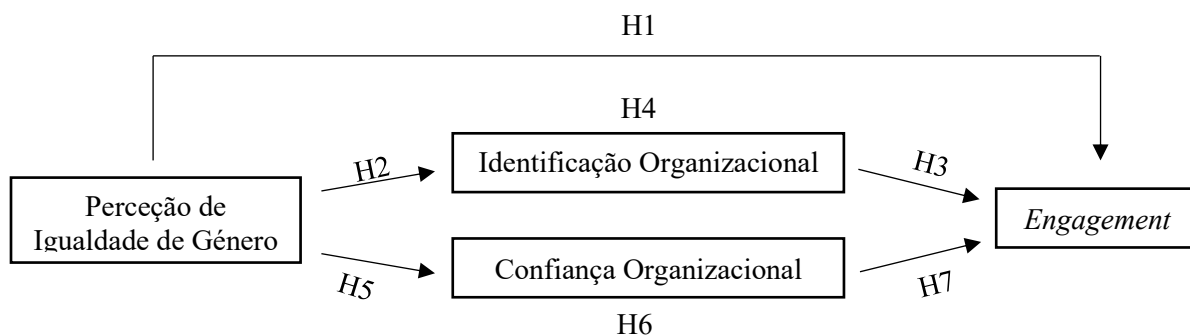 H1
H4
H2
Identificação Organizacional
H3
Perceção de
Igualdade de Género
Engagement
H5
Confiança Organizacional
H7
H6